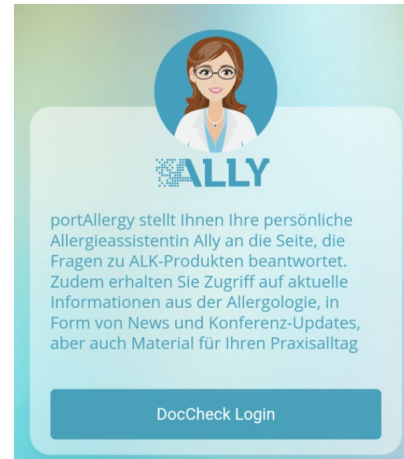 ALLY
portAllergy stellt Ihnen Ihre persönliche
Allergieassistentin Ally an die Seite, die
Fragen zu ALK-Produkten beantwortet.
Zudem erhalten Sie Zugriff auf aktuelle
Informationen aus der Allergologie, in
Form von News und Konferenz-Updates,
aber auch Material für Ihren Praxisalltag
DocCheck Login